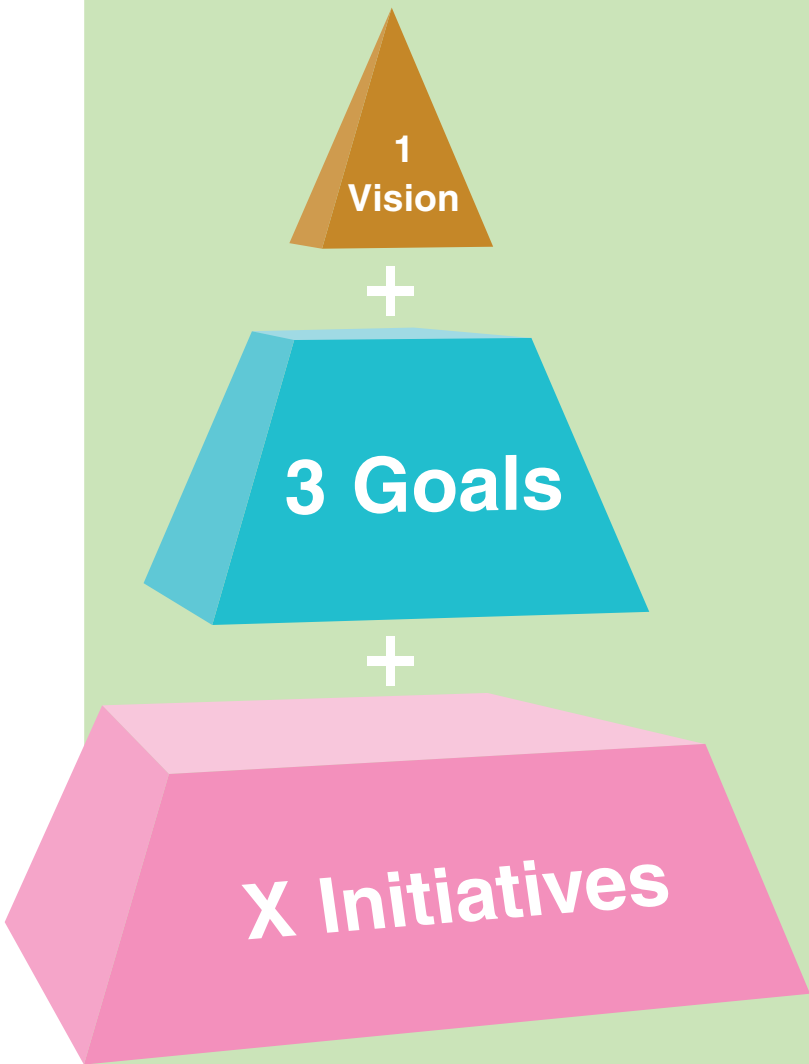 1
Vision
+
3 Goals
+
X Initiatives